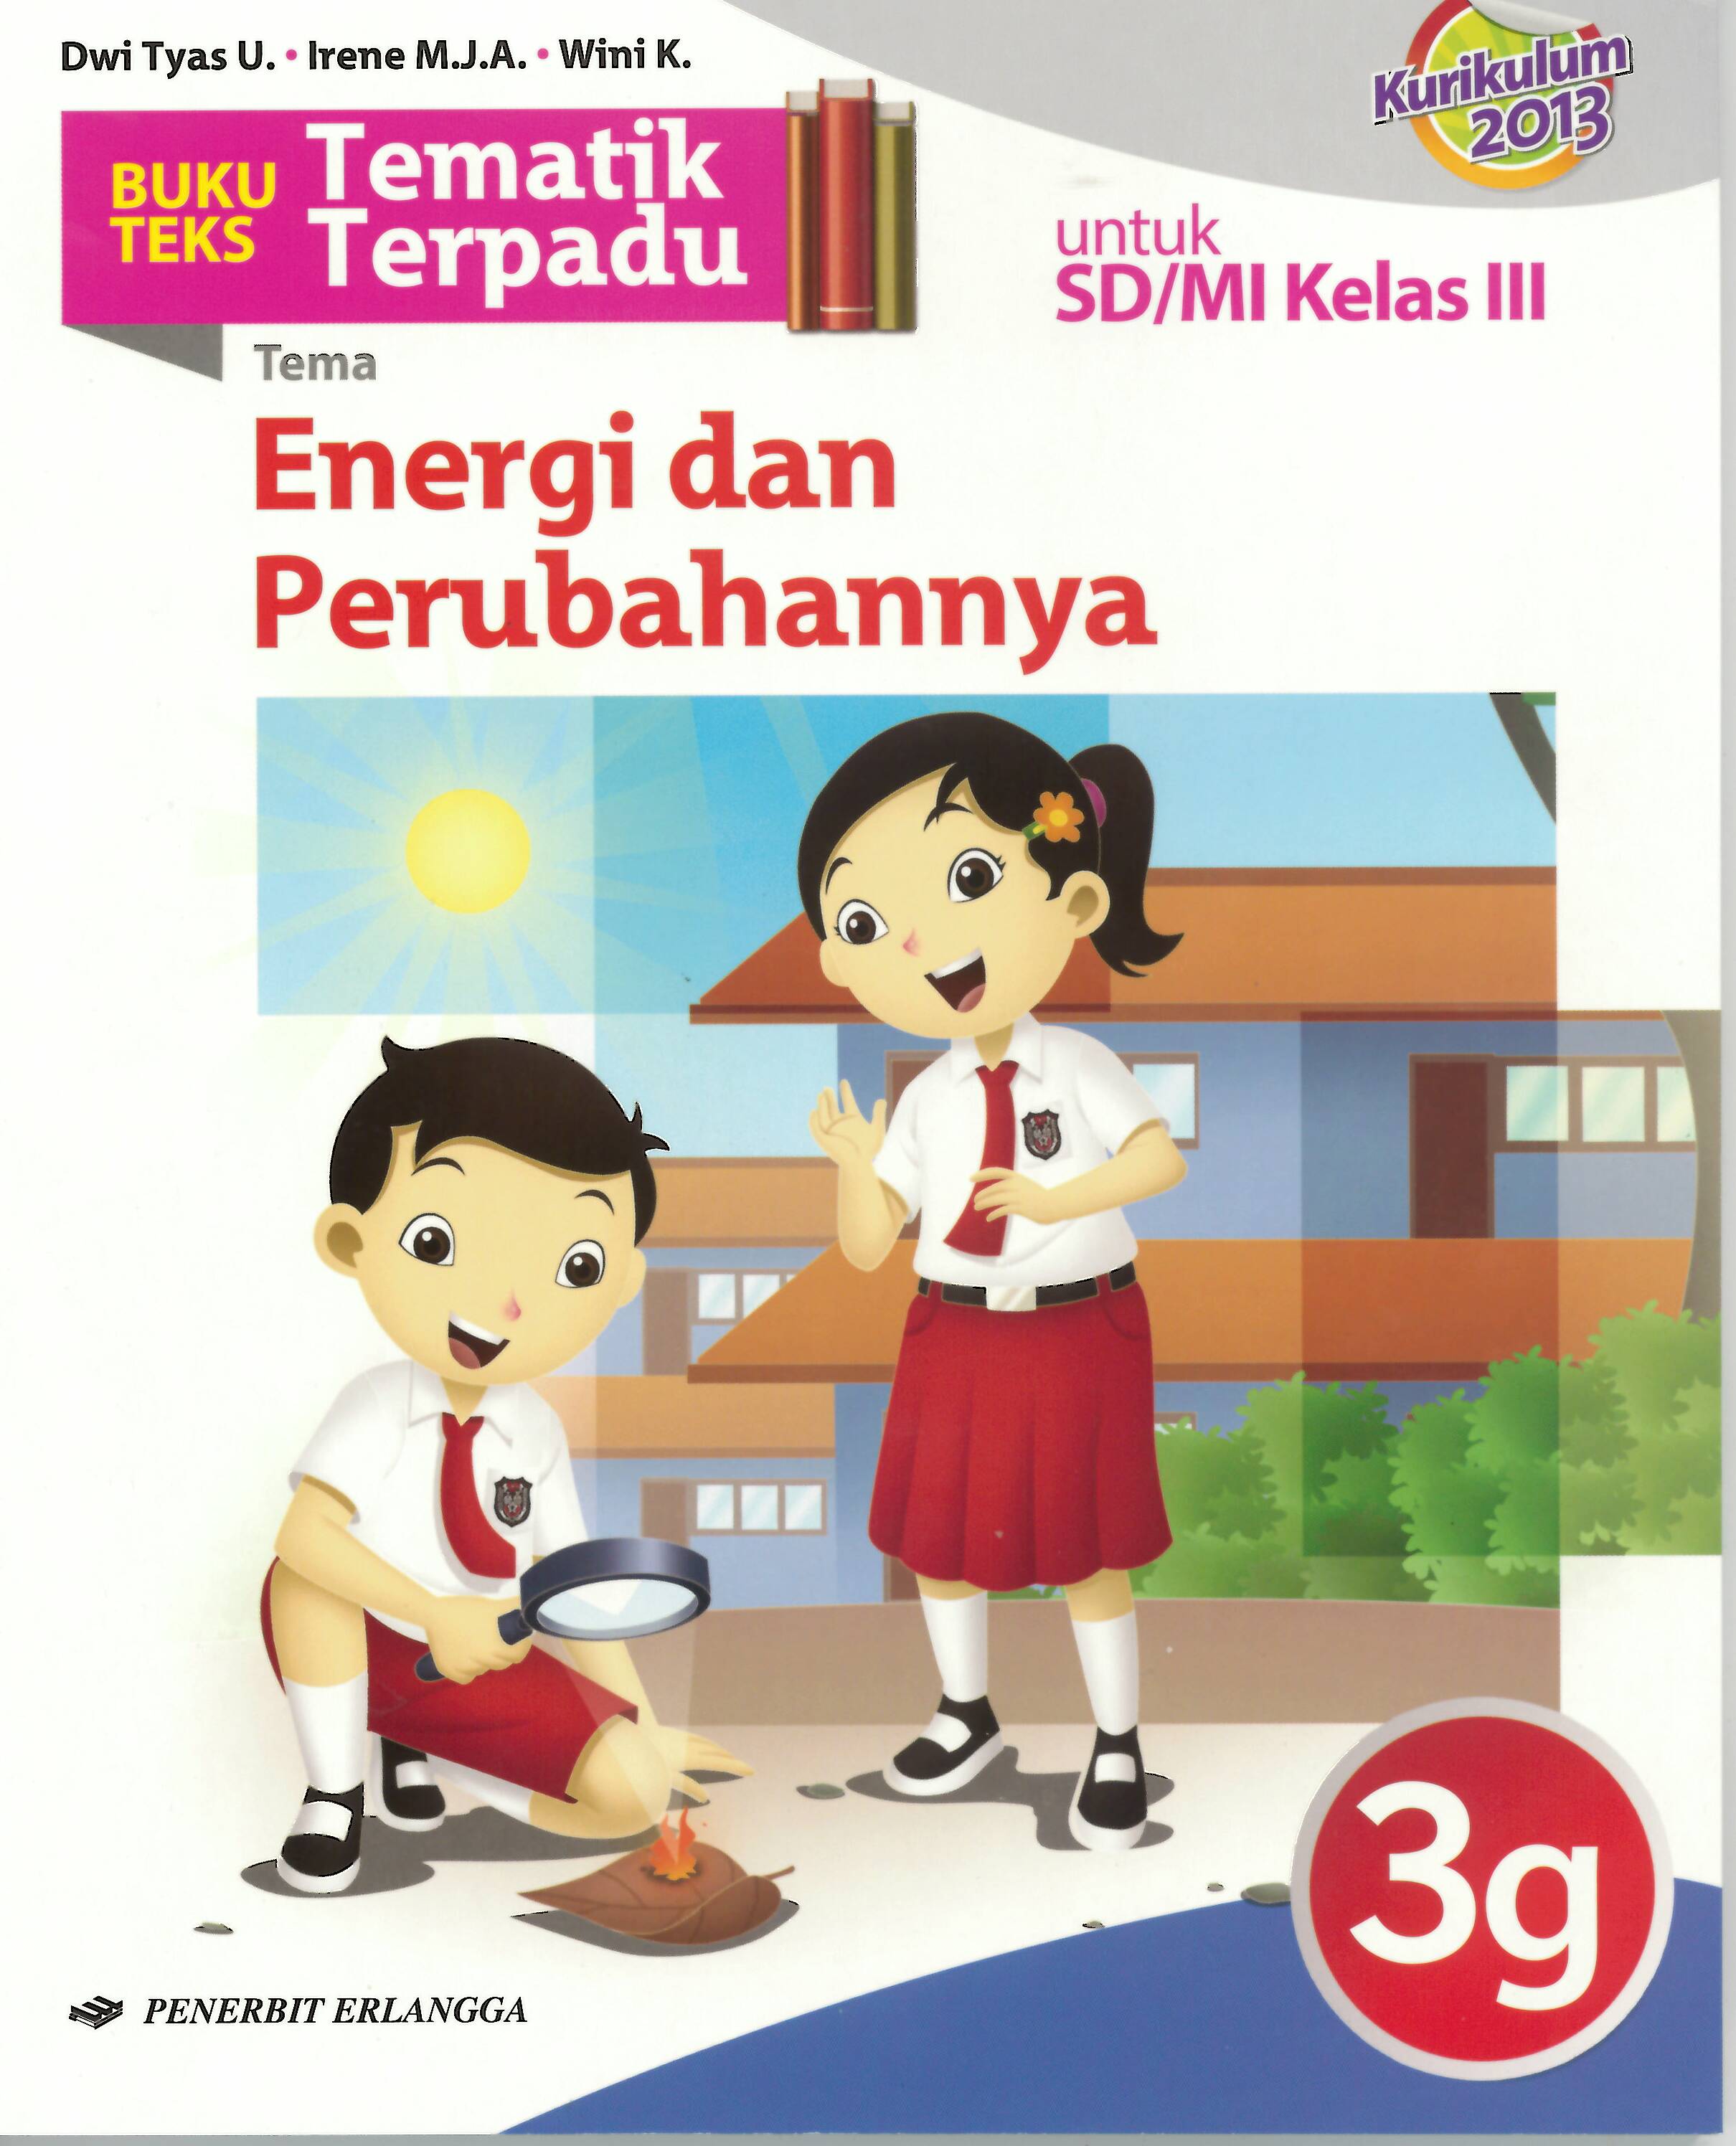 Dwi Tyas U. • Irene M.J.A. • Wini K.
Kurikulum
2013
BUKU
TEKS
Tematik
Terpadu
untuk
SD/MI Kelas III
Tema
Energi dan
Perubahannya
3g
PENERBIT ERLANGGA